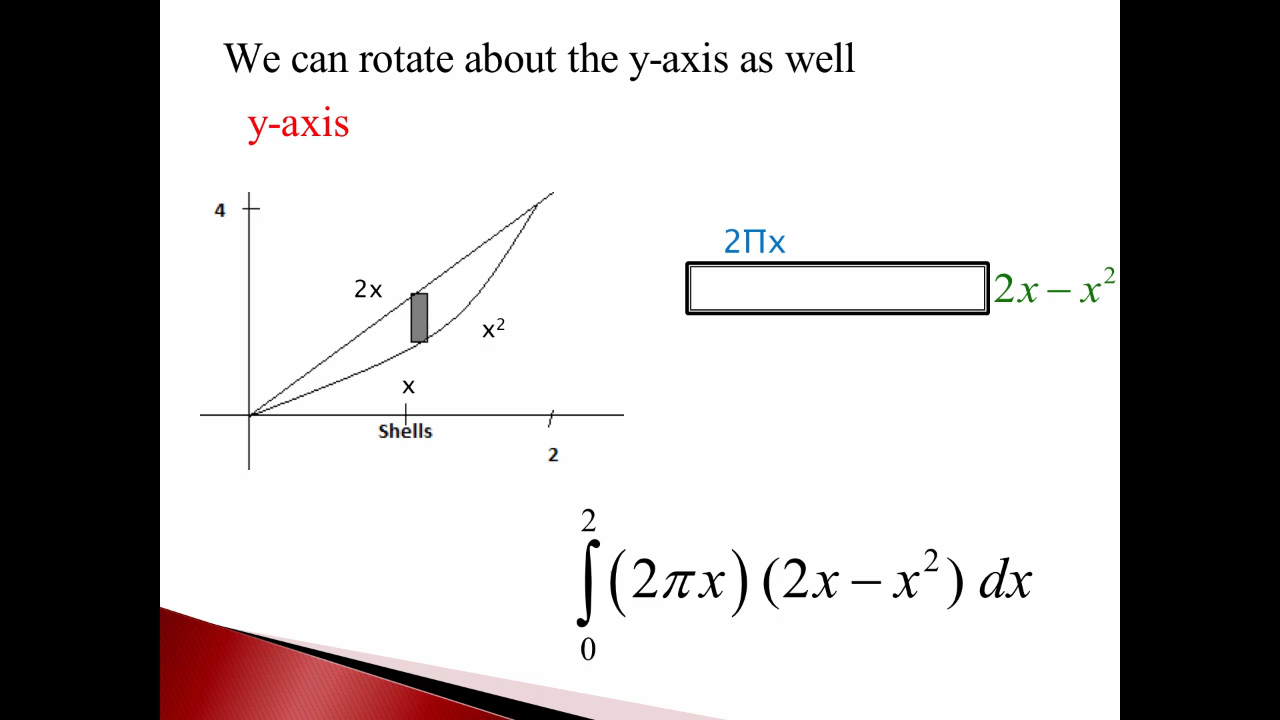 We can rotate about the y-axis as well
y-axis
4
2x
x²
x
Shells
2
2Πx
2x − x²
∫₀² (2πx)(2x − x²) dx